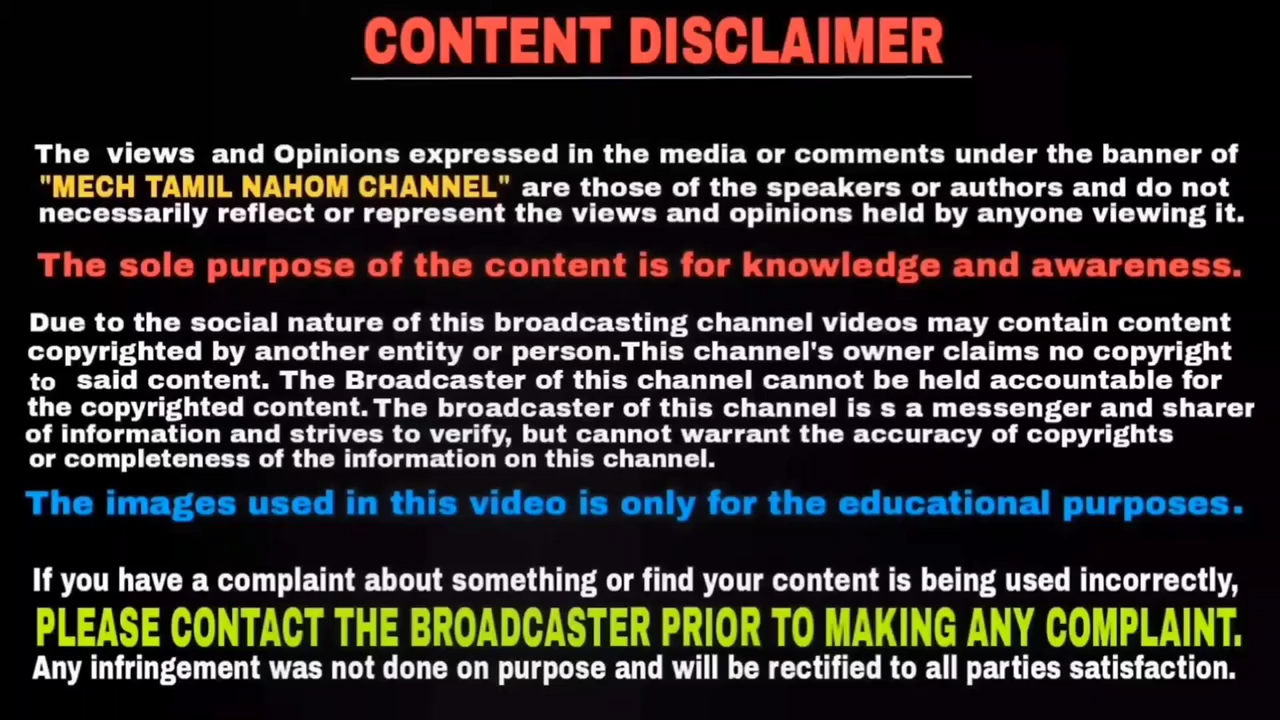 CONTENT DISCLAIMER
The views and Opinions expressed in the media or comments under the banner of
"MECH TAMIL NAHOM CHANNEL" are those of the speakers or authors and do not
necessarily reflect or represent the views and opinions held by anyone viewing it.
The sole purpose of the content is for knowledge and awareness.
Due to the social nature of this broadcasting channel videos may contain content
copyrighted by another entity or person.This channel's owner claims no copyright
to said content. The Broadcaster of this channel cannot be held accountable for
the copyrighted content. The broadcaster of this channel is s a messenger and sharer
of information and strives to verify, but cannot warrant the accuracy of copyrights
or completeness of the information on this channel.
The images used in this video is only for the educational purposes.
If you have a complaint about something or find your content is being used incorrectly,
PLEASE CONTACT THE BROADCASTER PRIOR TO MAKING ANY COMPLAINT.
Any infringement was not done on purpose and will be rectified to all parties satisfaction.